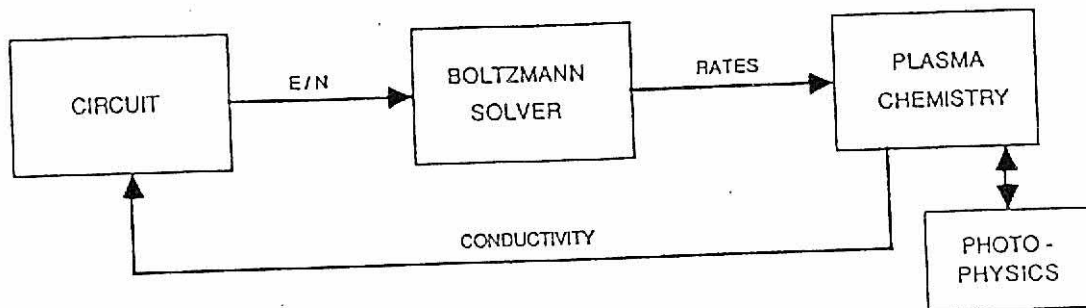 CIRCUIT
E/N
BOLTZMANN
SOLVER
RATES
PLASMA
CHEMISTRY
CONDUCTIVITY
PHOTO -
PHYSICS